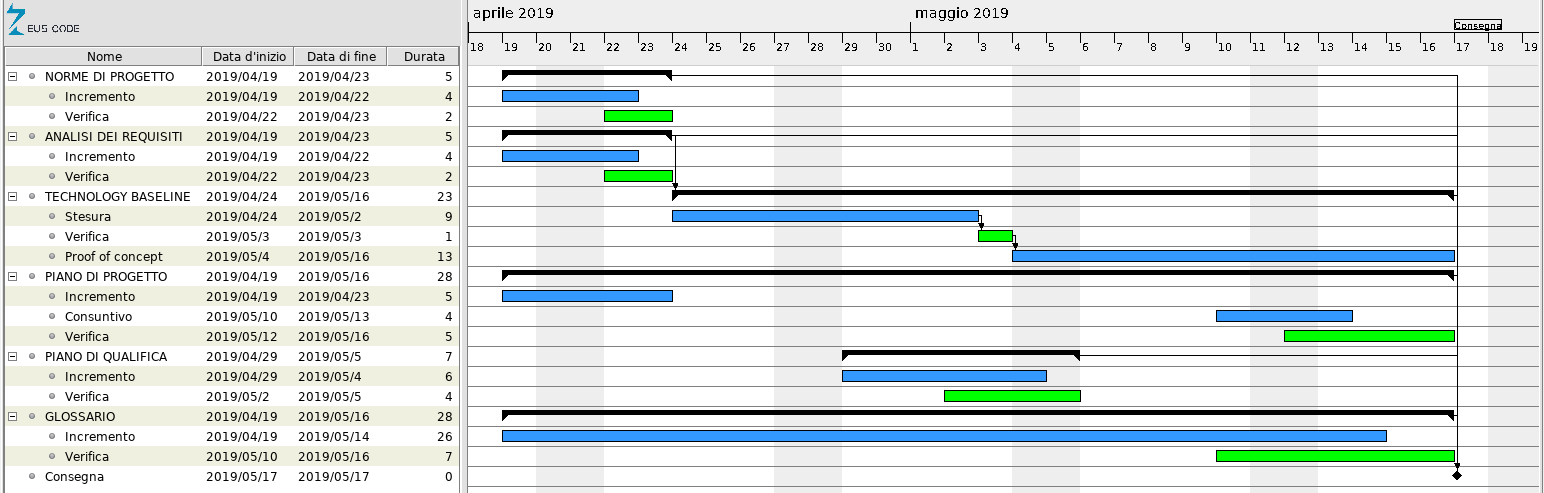 EUS CODE
aprile 2019 maggio 2019
Consegna
Nome Data d'inizio Data di fine Durata
18 19 20 21 22 23 24 25 26 27 28 29 30 1 2 3 4 5 6 7 8 9 10 11 12 13 14 15 16 17 18 19
NORME DI PROGETTO 2019/04/19 2019/04/23 5
Incremento 2019/04/19 2019/04/22 4
Verifica 2019/04/22 2019/04/23 2
ANALISI DEI REQUISITI 2019/04/19 2019/04/23 5
Incremento 2019/04/19 2019/04/22 4
Verifica 2019/04/22 2019/04/23 2
TECHNOLOGY BASELINE 2019/04/24 2019/05/16 23
Stesura 2019/04/24 2019/05/2 9
Verifica 2019/05/3 2019/05/3 1
Proof of concept 2019/05/4 2019/05/16 13
PIANO DI PROGETTO 2019/04/19 2019/05/16 28
Incremento 2019/04/19 2019/04/23 5
Consuntivo 2019/05/10 2019/05/13 4
Verifica 2019/05/12 2019/05/16 5
PIANO DI QUALIFICA 2019/04/29 2019/05/5 7
Incremento 2019/04/29 2019/05/4 6
Verifica 2019/05/2 2019/05/5 4
GLOSSARIO 2019/04/19 2019/05/16 28
Incremento 2019/04/19 2019/05/14 26
Verifica 2019/05/10 2019/05/16 7
Consegna 2019/05/17 2019/05/17 0